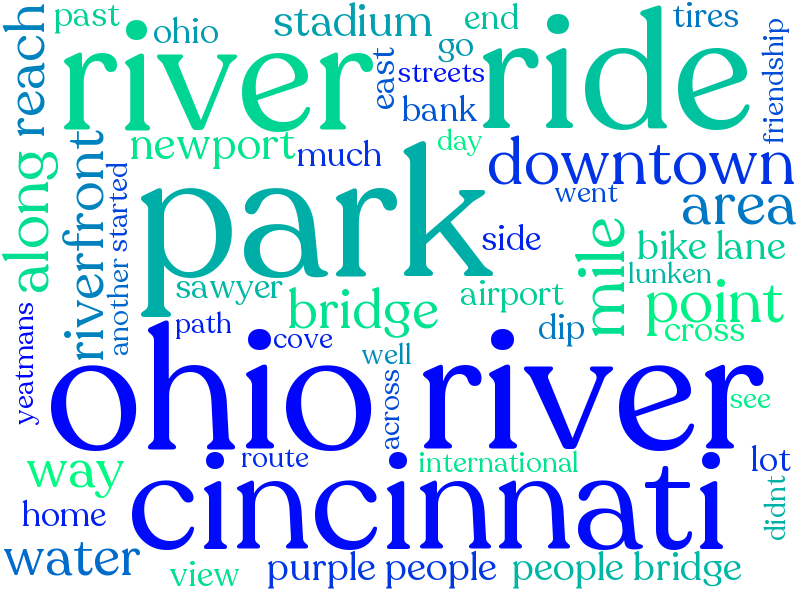 past
ohio
stadium
end
tires
reach
river
east
go
streets
ride
friendship
bank
newport
much
day
downtown
along
riverfront
another started
park
went
area
side
mile
bike lane
lunken
sawyer
bridge
airport
point
yeatmans
path
cove
dip
cross
well
ohio river
across
see
way
route
international
lot
cincinnati
didnt
home
water
view
purple people
people bridge